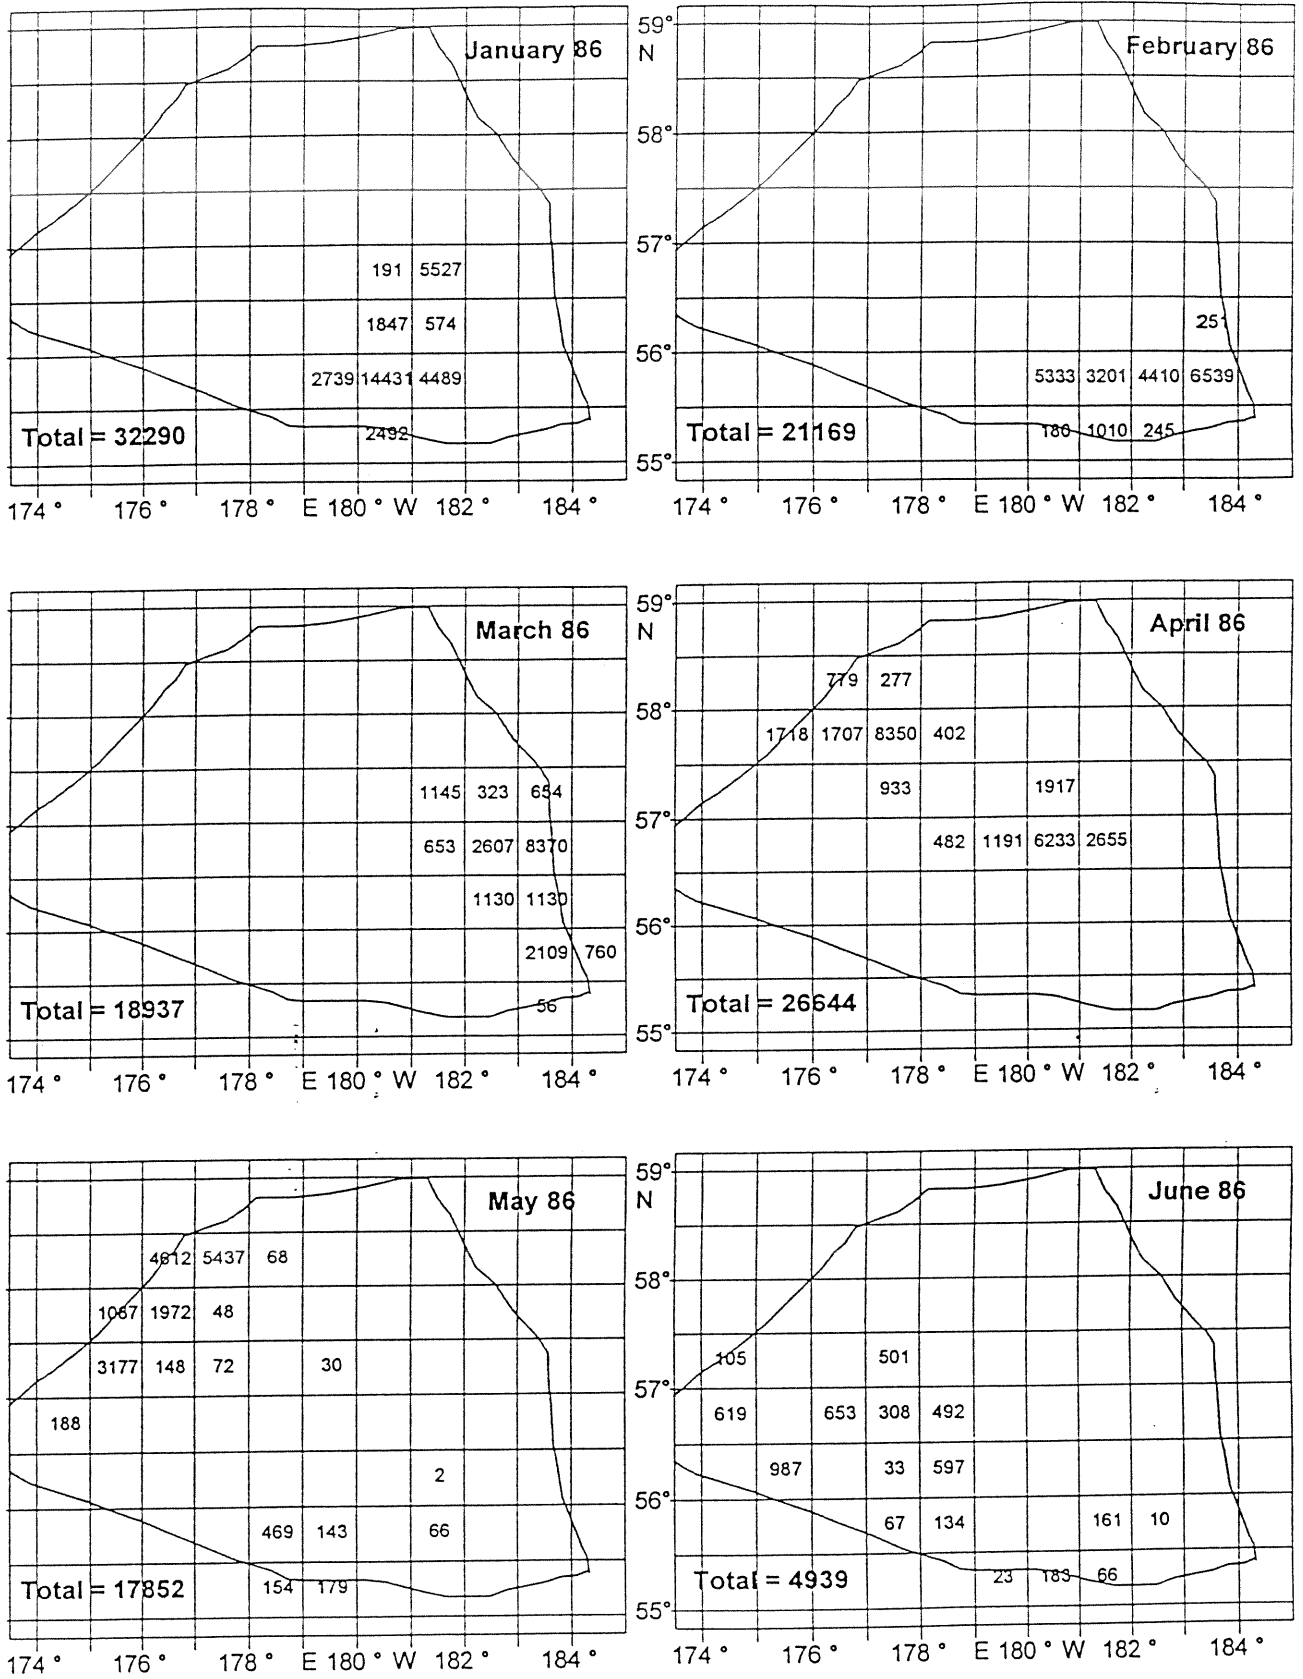 January 86
191 5527
1847 574
2739 14431 4489
2492
Total = 32290
174 ° 176 ° 178 ° E 180 ° W 182 ° 184 °
59°
N
58°
57°
56°
55°
February 86
251
5333 3201 4410 6539
180 1010 245
Total = 21169
174 ° 176 ° 178 ° E 180 ° W 182 ° 184 °
March 86
1145 323 654
653 2607 8370
1130 1130
2109 760
56
Total = 18937
174 ° 176 ° 178 ° E 180 ° W 182 ° 184 °
59°
N
58°
57°
56°
55°
April 86
779 277
1718 1707 8350 402
933 1917
482 1191 6233 2655
Total = 26644
174 ° 176 ° 178 ° E 180 ° W 182 ° 184 °
May 86
4612 5437 68
1087 1972 48
3177 148 72 30
188
2
469 143 66
154 179
Total = 17852
174 ° 176 ° 178 ° E 180 ° W 182 ° 184 °
59°
N
58°
57°
56°
55°
June 86
105 501
619 653 308 492
987 33 597
67 134 161 10
23 183 66
Total = 4939
174 ° 176 ° 178 ° E 180 ° W 182 ° 184 °